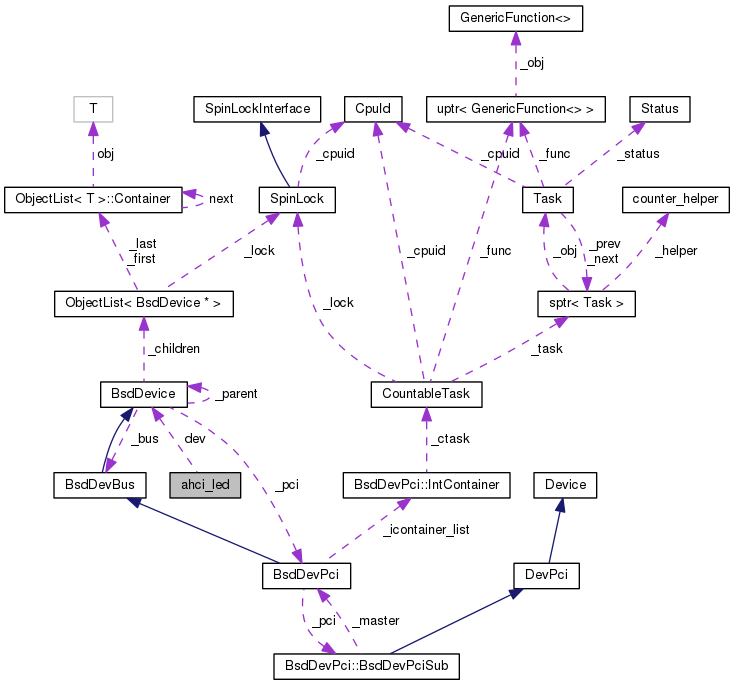 GenericFunction<>
_obj
T
SpinLockInterface
CpuId
uptr< GenericFunction<> >
Status
obj
_cpuid
_cpuid
_func
_status
ObjectList< T >::Container
next
SpinLock
Task
counter_helper
_last
_first
_lock
_cpuid
_func
_obj
_prev
_next
_helper
ObjectList< BsdDevice * >
_lock
sptr< Task >
_children
_task
BsdDevice
_parent
CountableTask
_bus
dev
_pci
_ctask
BsdDevBus
ahci_led
BsdDevPci::IntContainer
Device
_icontainer_list
BsdDevPci
DevPci
_pci
_master
BsdDevPci::BsdDevPciSub